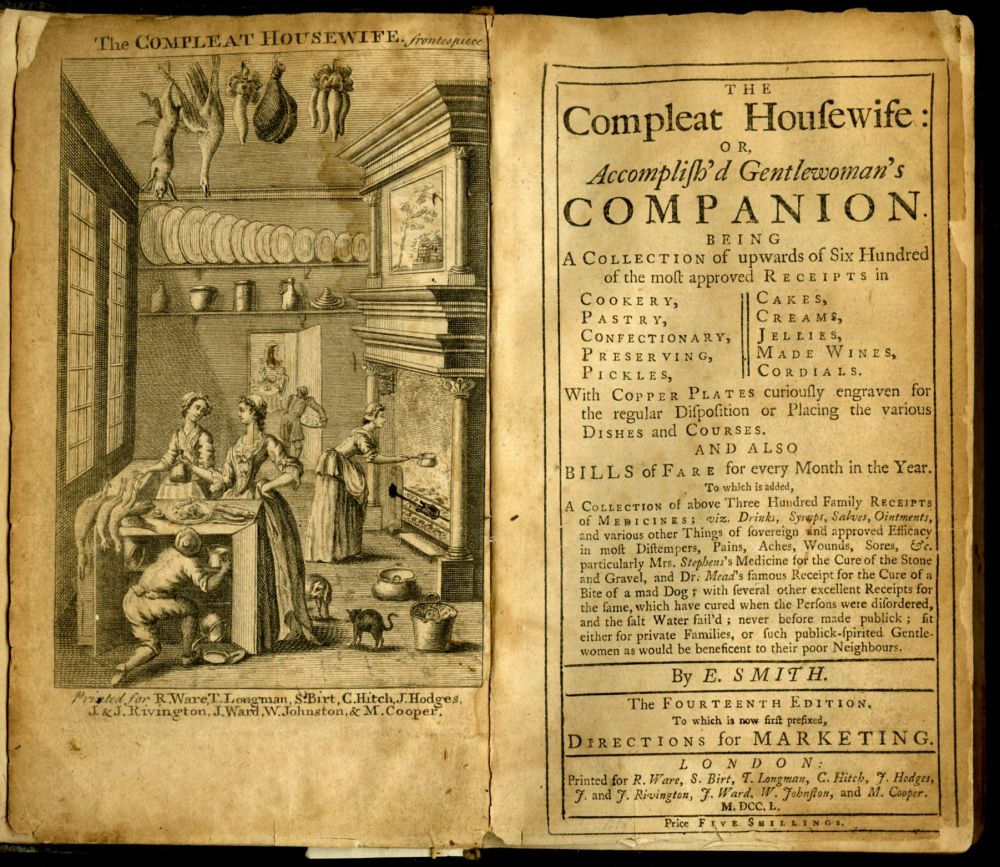 The COMPLEAT HOUSEWIFE. frontespiece
Printed for R. Ware, T. Longman, S. Birt, C. Hitch, J. Hodges,
J. & J. Rivington, J. Ward, W. Johnston, & M. Cooper.
THE
Compleat Houſewife:
OR,
Accompliſh'd Gentlewoman's
COMPANION.
BEING
A COLLECTION of upwards of Six Hundred
of the moſt approved RECEIPTS in
COOKERY,
PASTRY,
CONFECTIONARY,
PRESERVING,
PICKLES,
CAKES,
CREAMS,
JELLIES,
MADE WINES,
CORDIALS.
With COPPER PLATES curiouſly engraven for
the regular Diſpoſition or Placing the various
DISHES and COURSES.
AND ALSO
BILLS of FARE for every Month in the Year.
To which is added,
A COLLECTION of above Three Hundred Family RECEIPTS
of MEDICINES; viz. Drinks, Syrups, Salves, Ointments,
and various other Things of ſovereign and approved Efficacy
in moſt Diſtempers, Pains, Aches, Wounds, Sores, &c.
particularly Mrs. Stephens's Medicine for the Cure of the Stone
and Gravel, and Dr. Mead's famous Receipt for the Cure of a
Bite of a mad Dog; with ſeveral other excellent Receipts for
the ſame, which have cured when the Perſons were diſordered,
and the ſalt Water fail'd; never before made publick; fit
either for private Families, or ſuch publick-ſpirited Gentle-
women as would be beneficent to their poor Neighbours.
By E. SMITH.
The FOURTEENTH EDITION.
To which is now firſt prefixed,
DIRECTIONS for MARKETING.
LONDON:
Printed for R. Ware, S. Birt, T. Longman, C. Hitch, J. Hodges,
J. and J. Rivington, J. Ward, W. Johnſton, and M. Cooper.
M. DCC. L.
Price FIVE SHILLINGS.